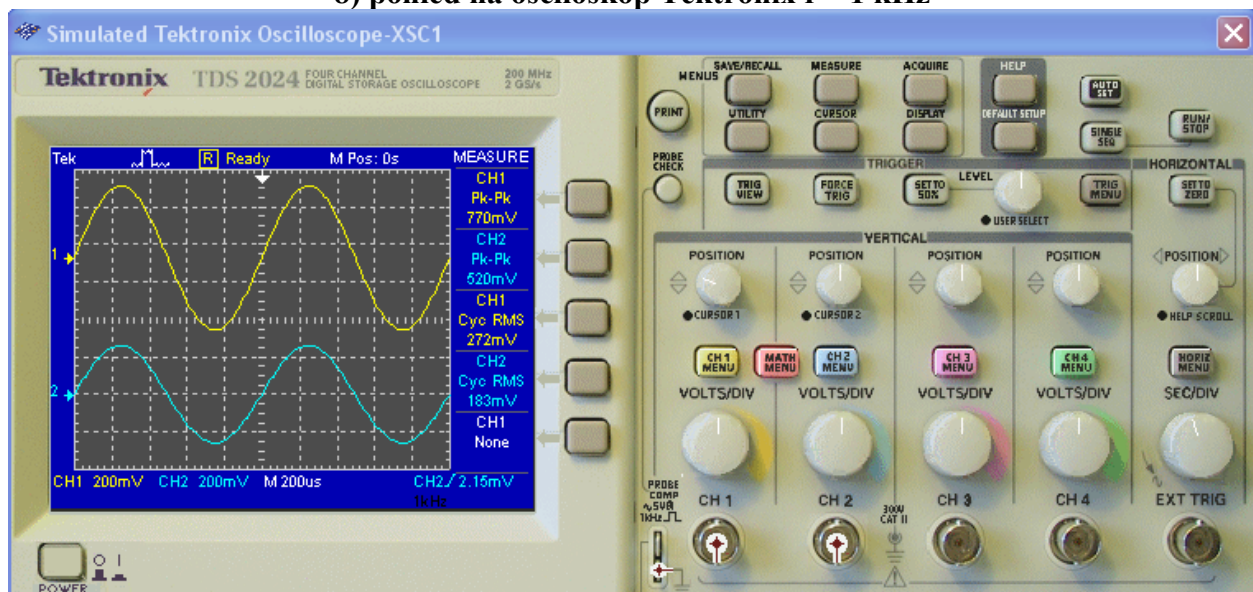 8) pohled na osciloskop Tektronix f = 1 kHz
Simulated Tektronix Oscilloscope-XSC1
Tektronix TDS 2024 FOUR CHANNEL DIGITAL STORAGE OSCILLOSCOPE 200 MHz 2 GS/s
Tek R Ready M Pos: 0s MEASURE
CH1
Pk-Pk
770mV
CH2
Pk-Pk
520mV
CH1
Cyc RMS
272mV
CH2
Cyc RMS
183mV
CH1
None
1
2
CH1 200mV CH2 200mV M 200us CH2 / 2.15mV
1kHz
POWER
MENUS
SAVE/RECALL MEASURE ACQUIRE HELP
PRINT
UTILITY CURSOR DISPLAY DEFAULT SETUP
AUTO SET
SINGLE SEQ
RUN/ STOP
PROBE CHECK
TRIGGER
LEVEL
HORIZONTAL
TRIG VIEW
FORCE TRIG
SET TO 50%
TRIG MENU
SET TO ZERO
USER SELECT
VERTICAL
POSITION POSITION POSITION POSITION POSITION
CURSOR 1 CURSOR 2 HELP SCROLL
CH 1 MENU
MATH MENU
CH 2 MENU
CH 3 MENU
CH 4 MENU
HORIZ MENU
VOLTS/DIV VOLTS/DIV VOLTS/DIV VOLTS/DIV SEC/DIV
PROBE COMP
~5V@
1kHz
CH 1 CH 2 CH 3 CH 4 EXT TRIG
300V CAT II